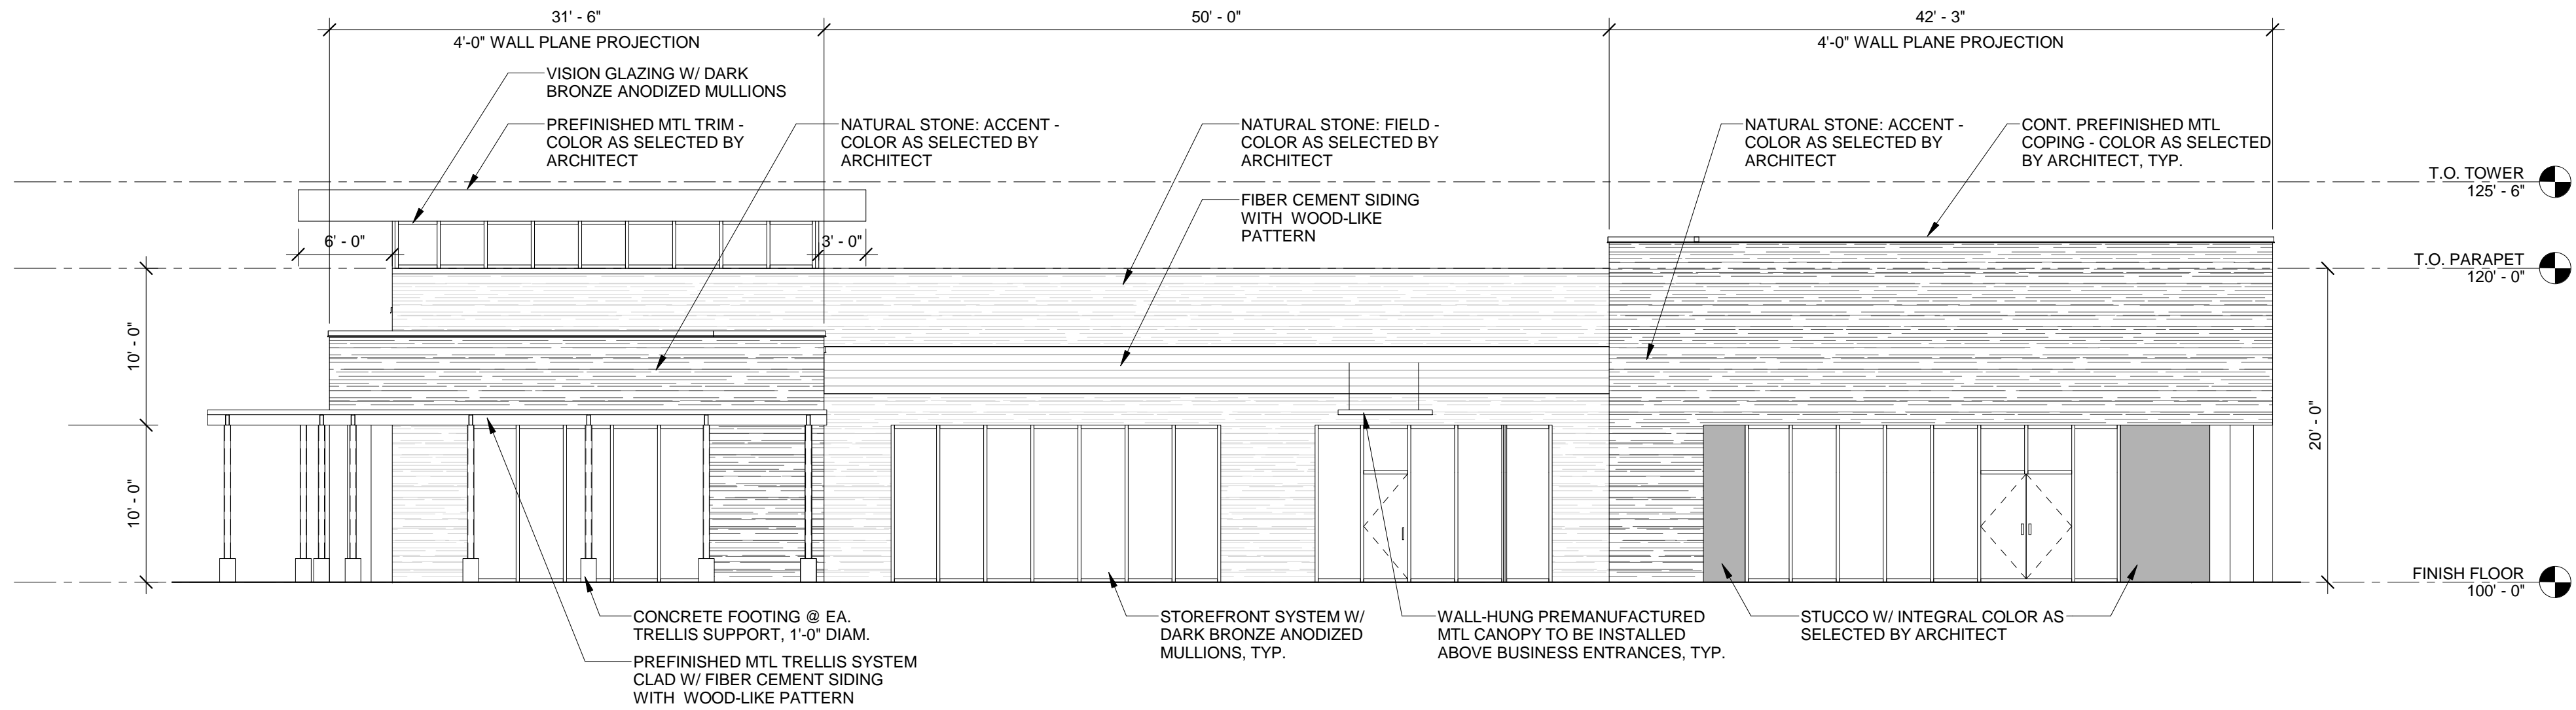 31' - 6"
50' - 0"
42' - 3"
4'-0" WALL PLANE PROJECTION
4'-0" WALL PLANE PROJECTION
VISION GLAZING W/ DARK
BRONZE ANODIZED MULLIONS
PREFINISHED MTL TRIM -
COLOR AS SELECTED BY
ARCHITECT
NATURAL STONE: ACCENT -
COLOR AS SELECTED BY
ARCHITECT
NATURAL STONE: FIELD -
COLOR AS SELECTED BY
ARCHITECT
FIBER CEMENT SIDING
WITH WOOD-LIKE
PATTERN
NATURAL STONE: ACCENT -
COLOR AS SELECTED BY
ARCHITECT
CONT. PREFINISHED MTL
COPING - COLOR AS SELECTED
BY ARCHITECT, TYP.
T.O. TOWER
125' - 6"
6' - 0"
3' - 0"
T.O. PARAPET
120' - 0"
10' - 0"
10' - 0"
20' - 0"
FINISH FLOOR
100' - 0"
CONCRETE FOOTING @ EA.
TRELLIS SUPPORT, 1'-0" DIAM.
PREFINISHED MTL TRELLIS SYSTEM
CLAD W/ FIBER CEMENT SIDING
WITH WOOD-LIKE PATTERN
STOREFRONT SYSTEM W/
DARK BRONZE ANODIZED
MULLIONS, TYP.
WALL-HUNG PREMANUFACTURED
MTL CANOPY TO BE INSTALLED
ABOVE BUSINESS ENTRANCES, TYP.
STUCCO W/ INTEGRAL COLOR AS
SELECTED BY ARCHITECT